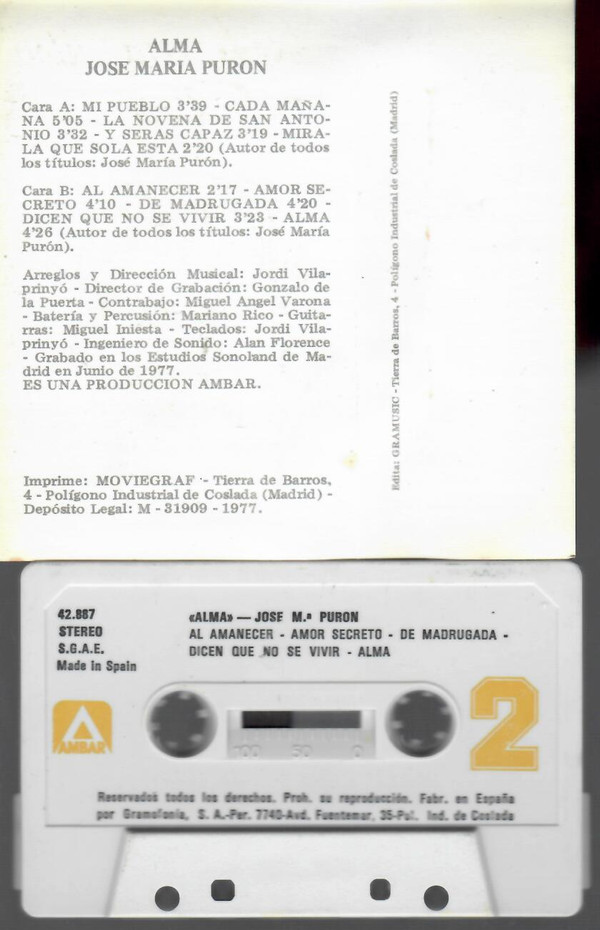 ALMA
JOSE MARIA PURON
Cara A: MI PUEBLO 3'39 - CADA MAÑA-
NA 5'05 - LA NOVENA DE SAN ANTO-
NIO 3'32 - Y SERAS CAPAZ 3'19 - MIRA-
LA QUE SOLA ESTA 2'20 (Autor de todos
los títulos: José María Purón).
Cara B: AL AMANECER 2'17 - AMOR SE-
CRETO 4'10 - DE MADRUGADA 4'20 -
DICEN QUE NO SE VIVIR 3'23 - ALMA
4'26 (Autor de todos los títulos: José María
Purón).
Arreglos y Dirección Musical: Jordi Vila-
prinyó - Director de Grabación: Gonzalo de
la Puerta - Contrabajo: Miguel Angel Varona
- Batería y Percusión: Mariano Rico - Guita-
rras: Miguel Iniesta - Teclados: Jordi Vila-
prinyó - Ingeniero de Sonido: Alan Florence
- Grabado en los Estudios Sonoland de Ma-
drid en Junio de 1977.
ES UNA PRODUCCION AMBAR.
Imprime: MOVIEGRAF - Tierra de Barros,
4 - Polígono Industrial de Coslada (Madrid) -
Depósito Legal: M - 31909 - 1977.
Edita: GRAMUSIC - Tierra de Barros, 4 - Polígono Industrial de Coslada (Madrid)
42.887
STEREO
S.G.A.E.
Made in Spain
«ALMA» — JOSE M.ª PURON
AL AMANECER - AMOR SECRETO - DE MADRUGADA -
DICEN QUE NO SE VIVIR - ALMA
AMBAR
100 50 0
2
Reservados todos los derechos. Proh. su reproducción. Fabr. en España
por Gramofonía, S. A.-Per. 7740-Avd. Fuentemar, 35-Pol. Ind. de Coslada